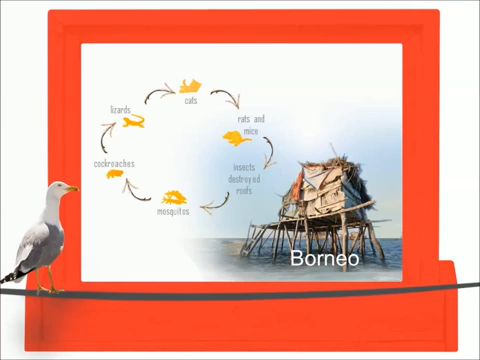 cats
lizards
rats and
mice
cockroaches
insects
destroyed
roofs
mosquitos
Borneo